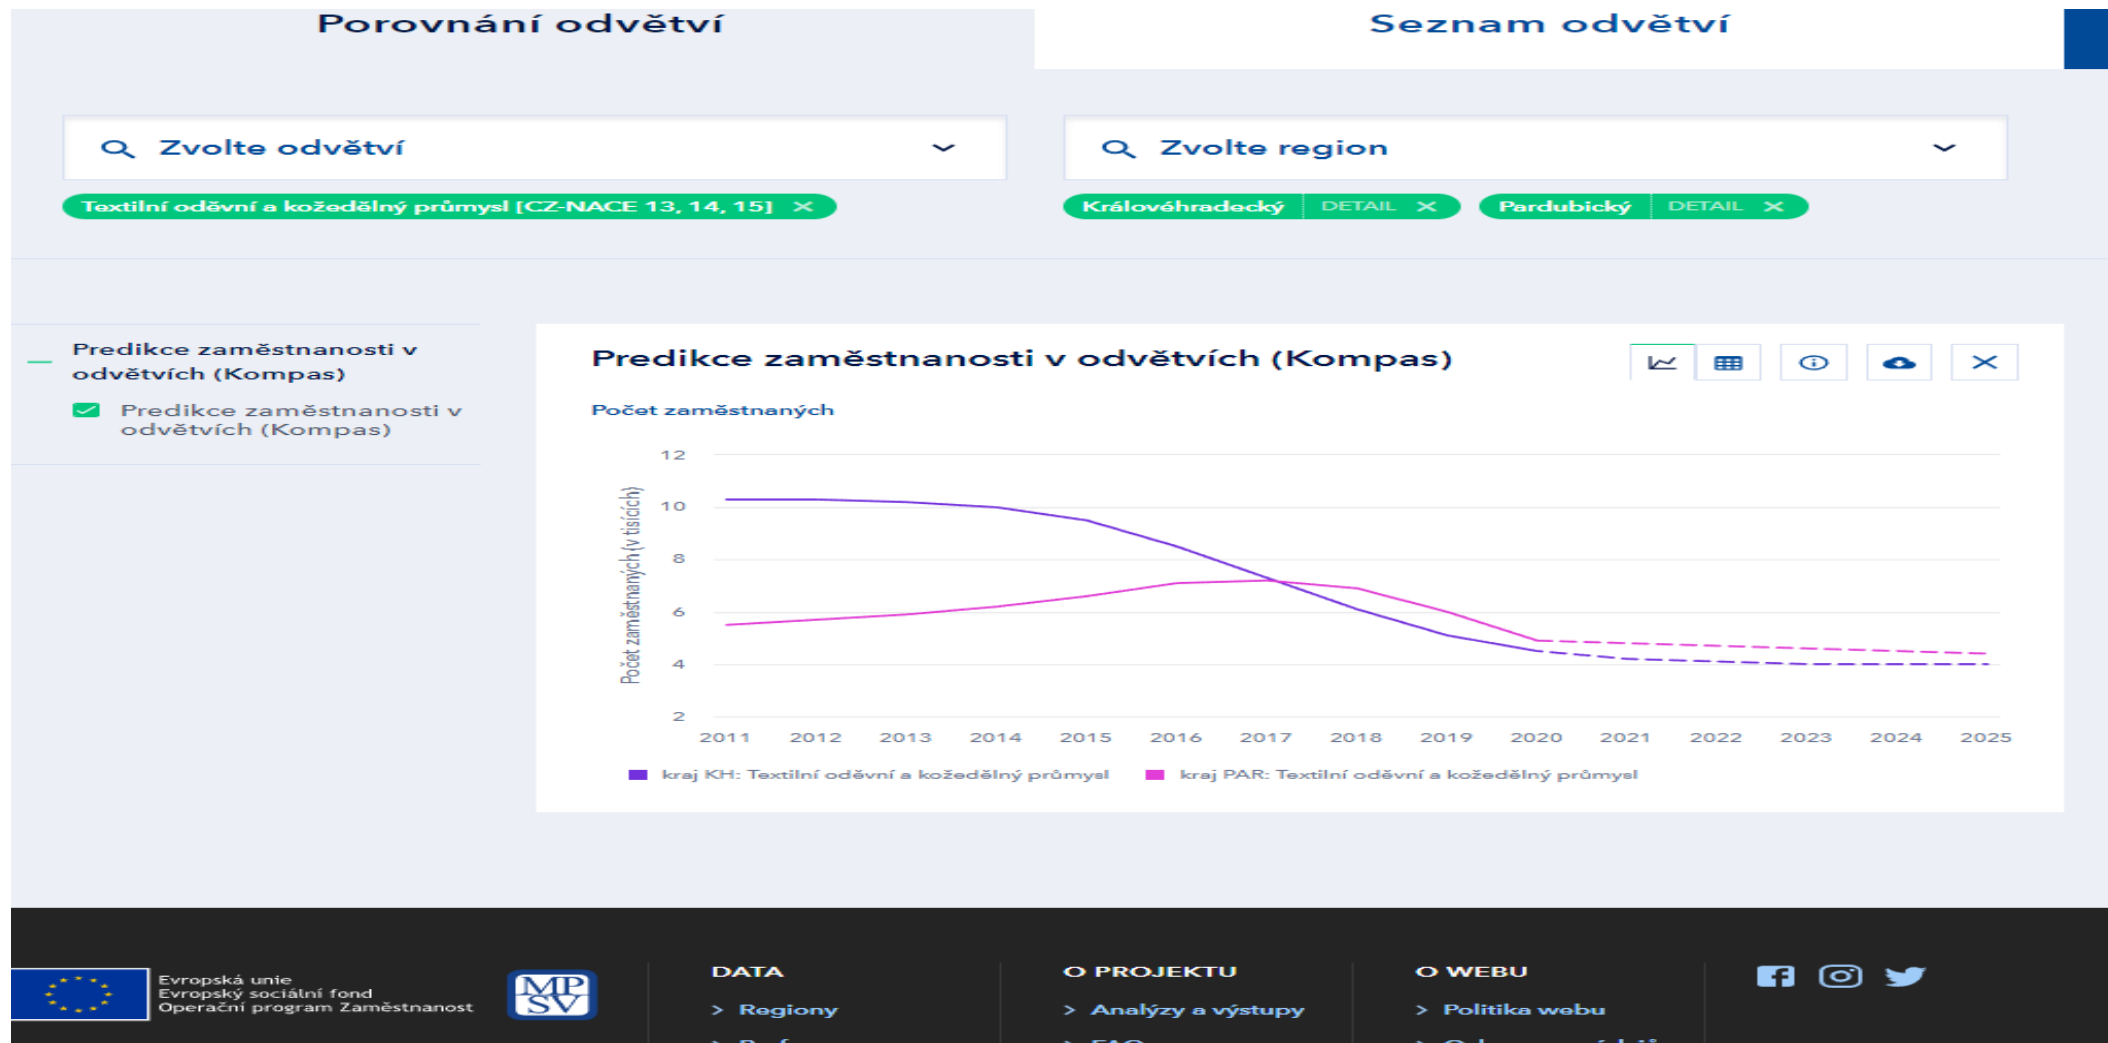 Porovnání odvětví
Seznam odvětví
Zvolte odvětví
Zvolte region
Textilní oděvní a kožedělný průmysl [CZ-NACE 13, 14, 15]
Královéhradecký DETAIL
Pardubický DETAIL
Predikce zaměstnanosti v
odvětvích (Kompas)
Predikce zaměstnanosti v
odvětvích (Kompas)
Predikce zaměstnanosti v odvětvích (Kompas)
Počet zaměstnaných
Počet zaměstnaných (v tisících)
12
10
8
6
4
2
2011 2012 2013 2014 2015 2016 2017 2018 2019 2020 2021 2022 2023 2024 2025
kraj KH: Textilní oděvní a kožedělný průmysl
kraj PAR: Textilní oděvní a kožedělný průmysl
Evropská unie
Evropský sociální fond
Operační program Zaměstnanost
MP
SV
DATA
> Regiony
O PROJEKTU
> Analýzy a výstupy
> FAQ
O WEBU
> Politika webu